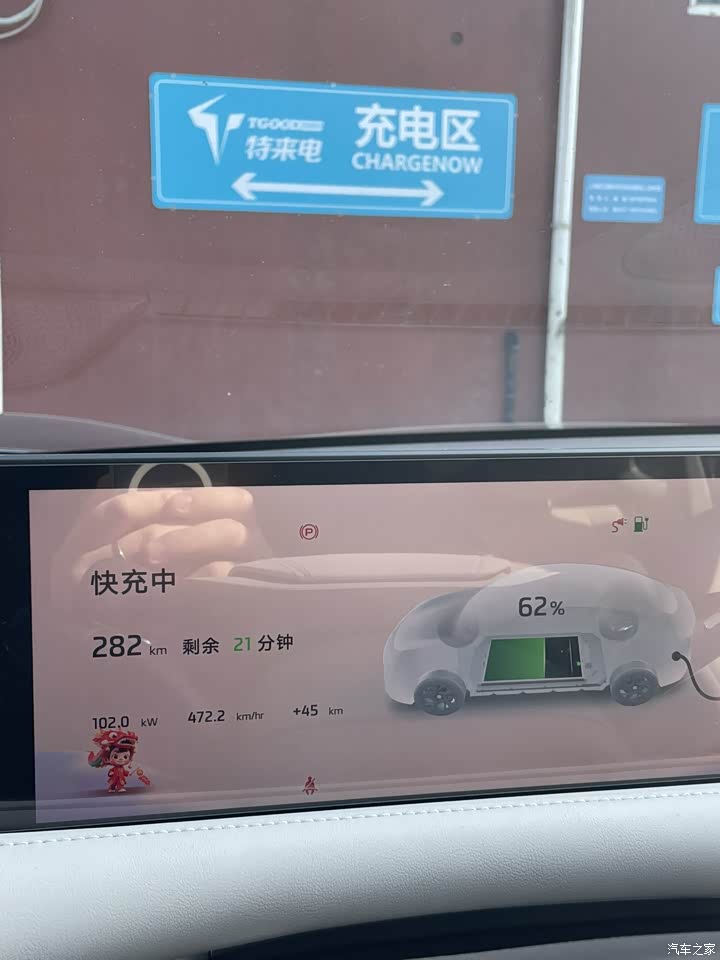 TGOOD
特来电
充电区
CHARGENOW
P
快充中
62%
282 km 剩余 21 分钟
102.0 kW 472.2 km/hr +45 km
汽车之家